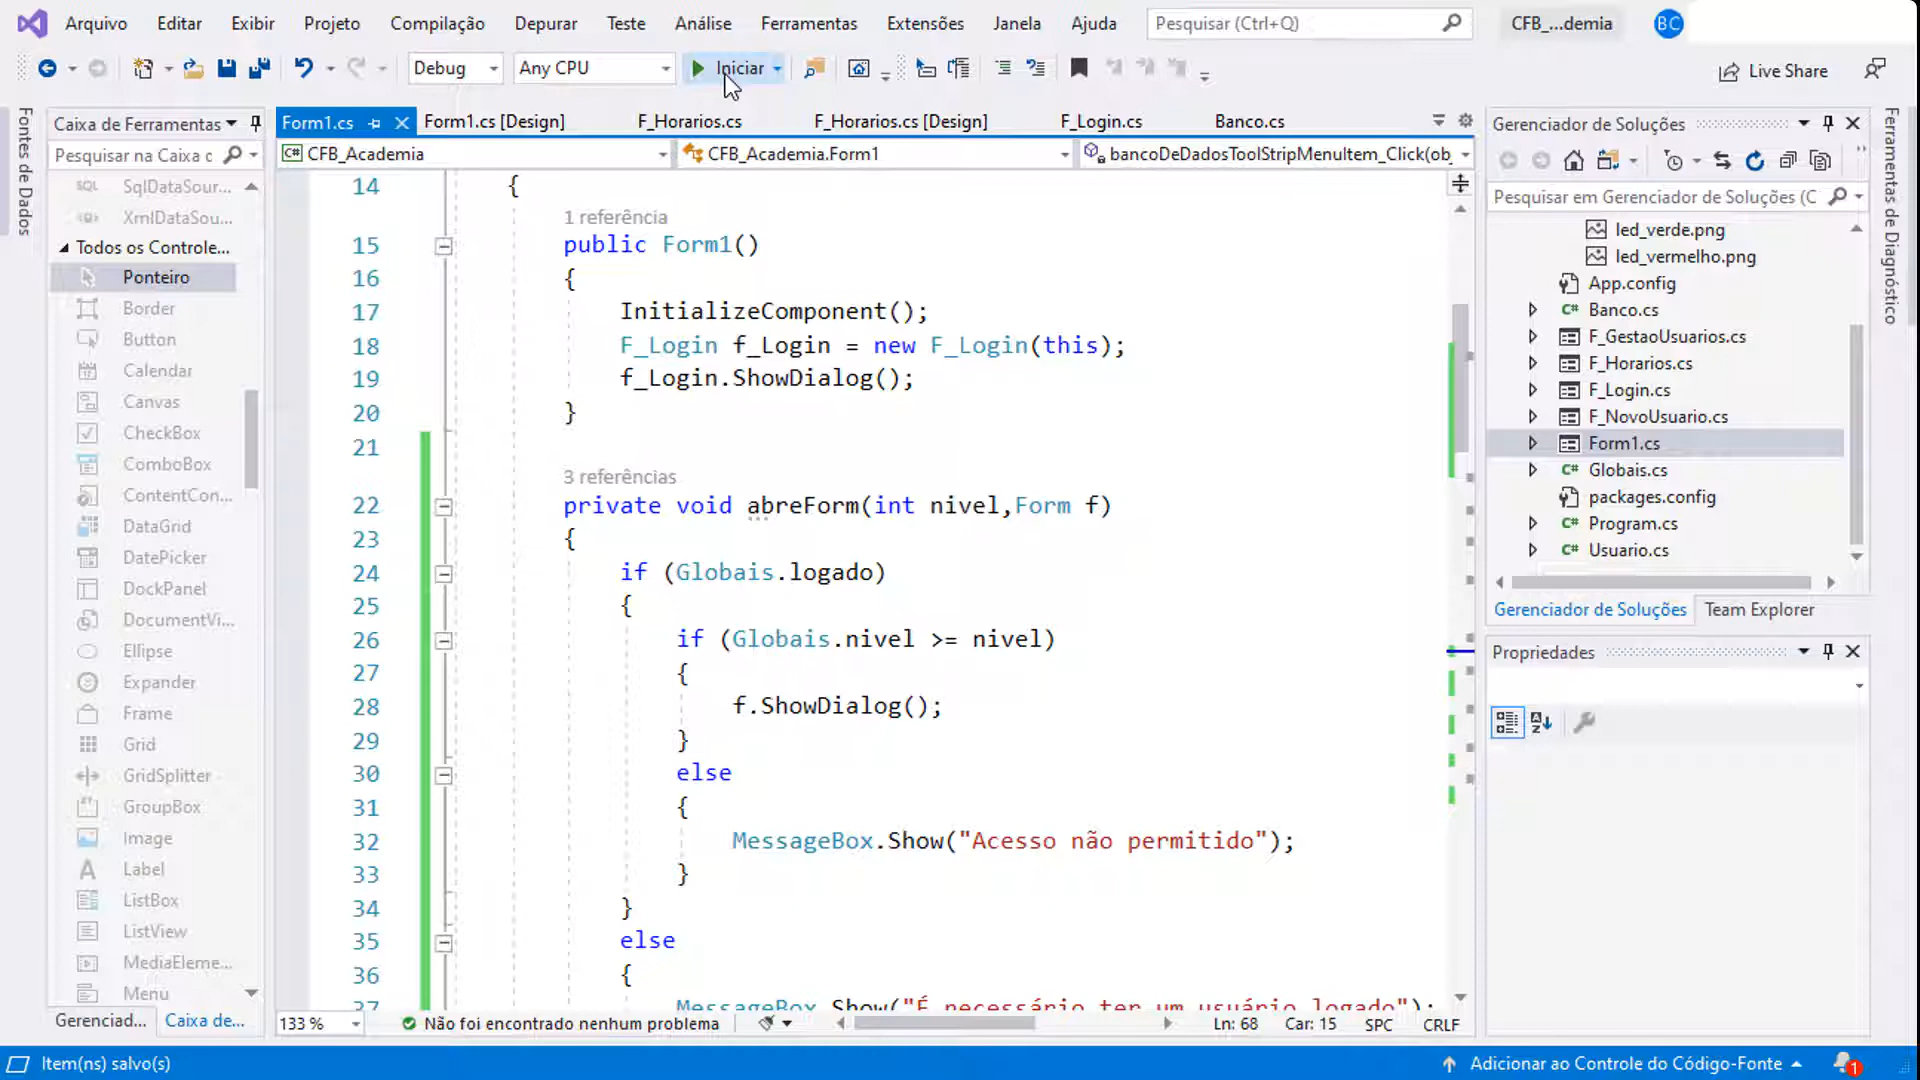 Arquivo Editar Exibir Projeto Compilação Depurar Teste Análise Ferramentas Extensões Janela Ajuda Pesquisar (Ctrl+Q) CFB_...demia BC
Debug Any CPU Iniciar Live Share
Fontes de Dados
Caixa de Ferramentas
Pesquisar na Caixa c
SqlDataSour...
XmlDataSou...
Todos os Controle...
Ponteiro
Border
Button
Calendar
Canvas
CheckBox
ComboBox
ContentCon...
DataGrid
DatePicker
DockPanel
DocumentVi...
Ellipse
Expander
Frame
Grid
GridSplitter
GroupBox
Image
Label
ListBox
ListView
MediaEleme...
Menu
Gerenciad... Caixa de...
Form1.cs Form1.cs [Design] F_Horarios.cs F_Horarios.cs [Design] F_Login.cs Banco.cs
CFB_Academia CFB_Academia.Form1 bancoDeDadosToolStripMenuItem_Click(ob
14 {
1 referência
15 public Form1()
16 {
17 InitializeComponent();
18 F_Login f_Login = new F_Login(this);
19 f_Login.ShowDialog();
20 }
21
3 referências
22 private void abreForm(int nivel,Form f)
23 {
24 if (Globais.logado)
25 {
26 if (Globais.nivel >= nivel)
27 {
28 f.ShowDialog();
29 }
30 else
31 {
32 MessageBox.Show("Acesso não permitido");
33 }
34 }
35 else
36 {
37 MessageBox.Show("É necessário ter um usuário logado");
133 % Não foi encontrado nenhum problema Ln: 68 Car: 15 SPC CRLF
Gerenciador de Soluções
Pesquisar em Gerenciador de Soluções (C
led_verde.png
led_vermelho.png
App.config
C# Banco.cs
F_GestaoUsuarios.cs
F_Horarios.cs
F_Login.cs
F_NovoUsuario.cs
Form1.cs
C# Globais.cs
packages.config
C# Program.cs
C# Usuario.cs
Gerenciador de Soluções Team Explorer
Propriedades
Ferramentas de Diagnóstico
Item(ns) salvo(s) Adicionar ao Controle do Código-Fonte 1